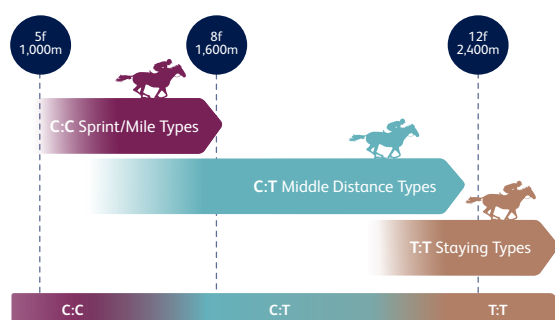 5f
1,000m
8f
1,600m
12f
2,400m
C:C Sprint/Mile Types
C:T Middle Distance Types
T:T Staying Types
C:C
C:T
T:T